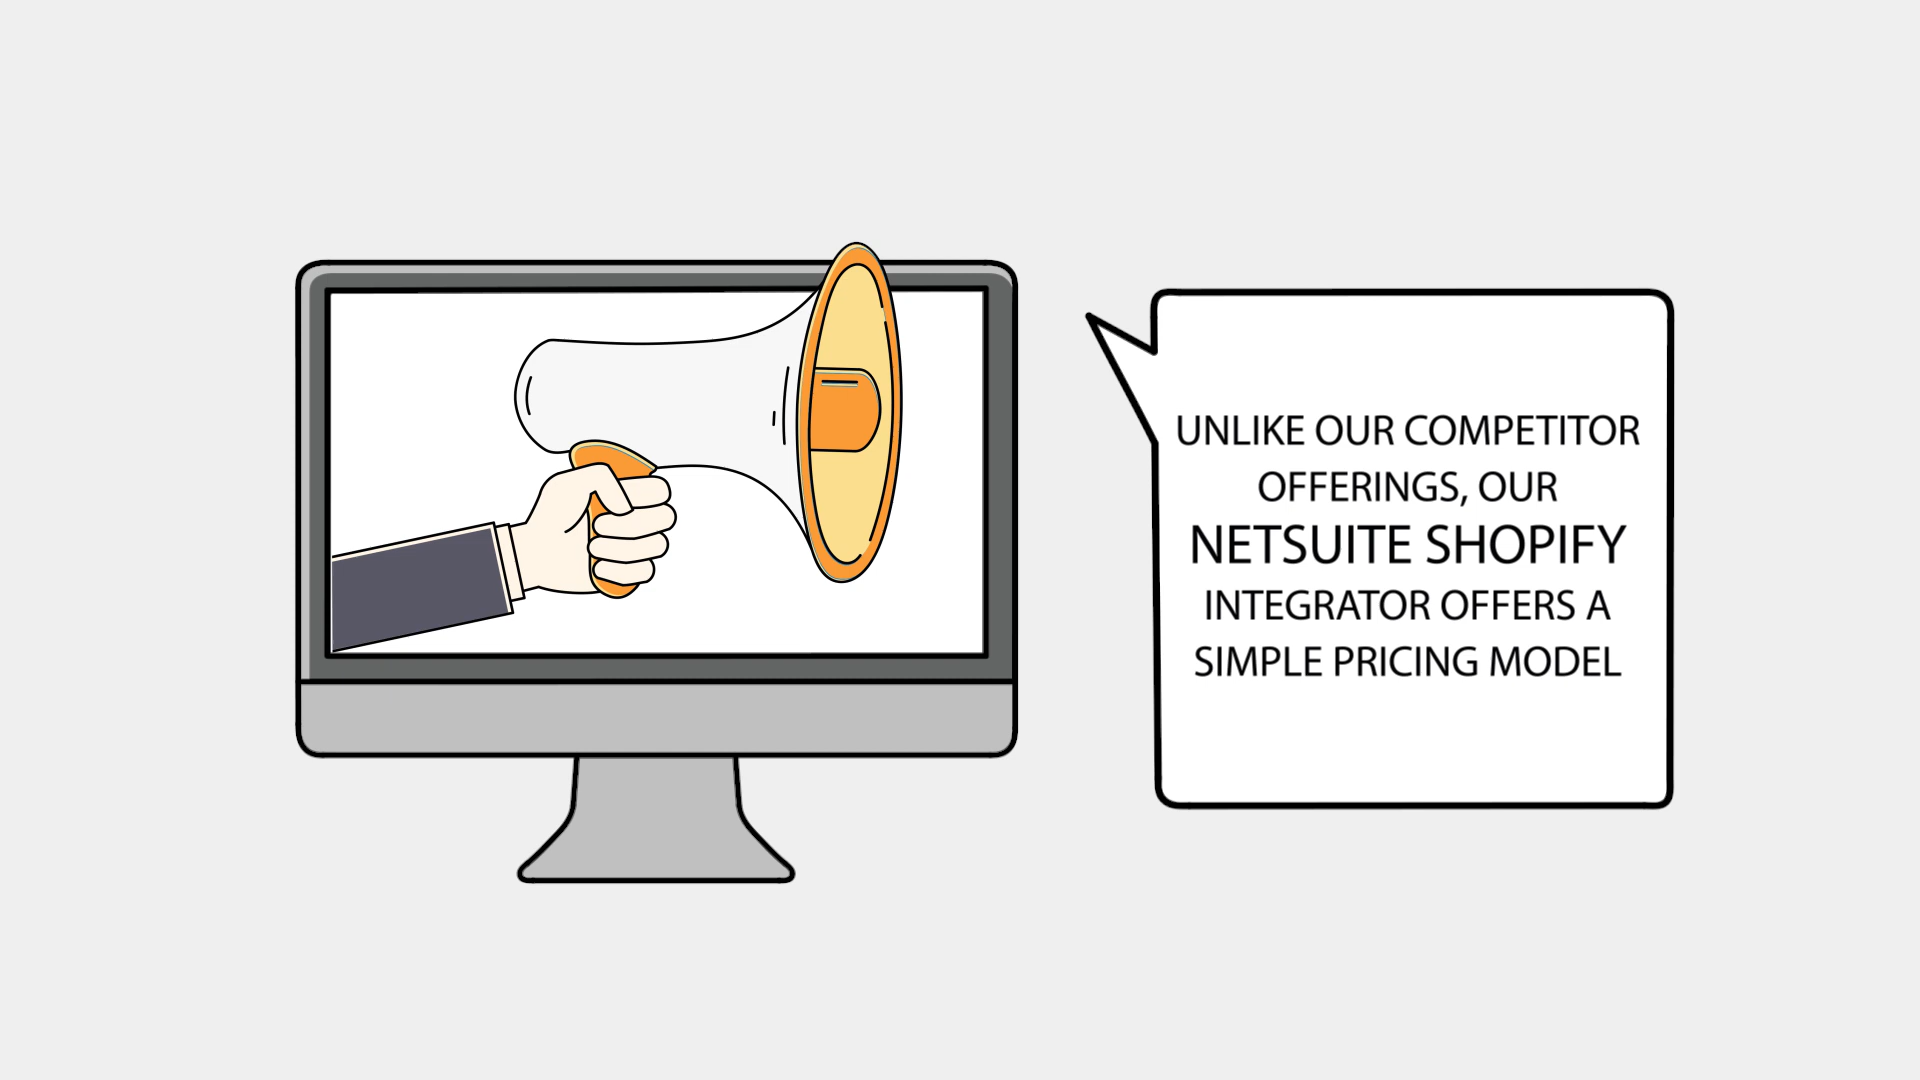 UNLIKE OUR COMPETITOR
OFFERINGS, OUR
NETSUITE SHOPIFY
INTEGRATOR OFFERS A
SIMPLE PRICING MODEL